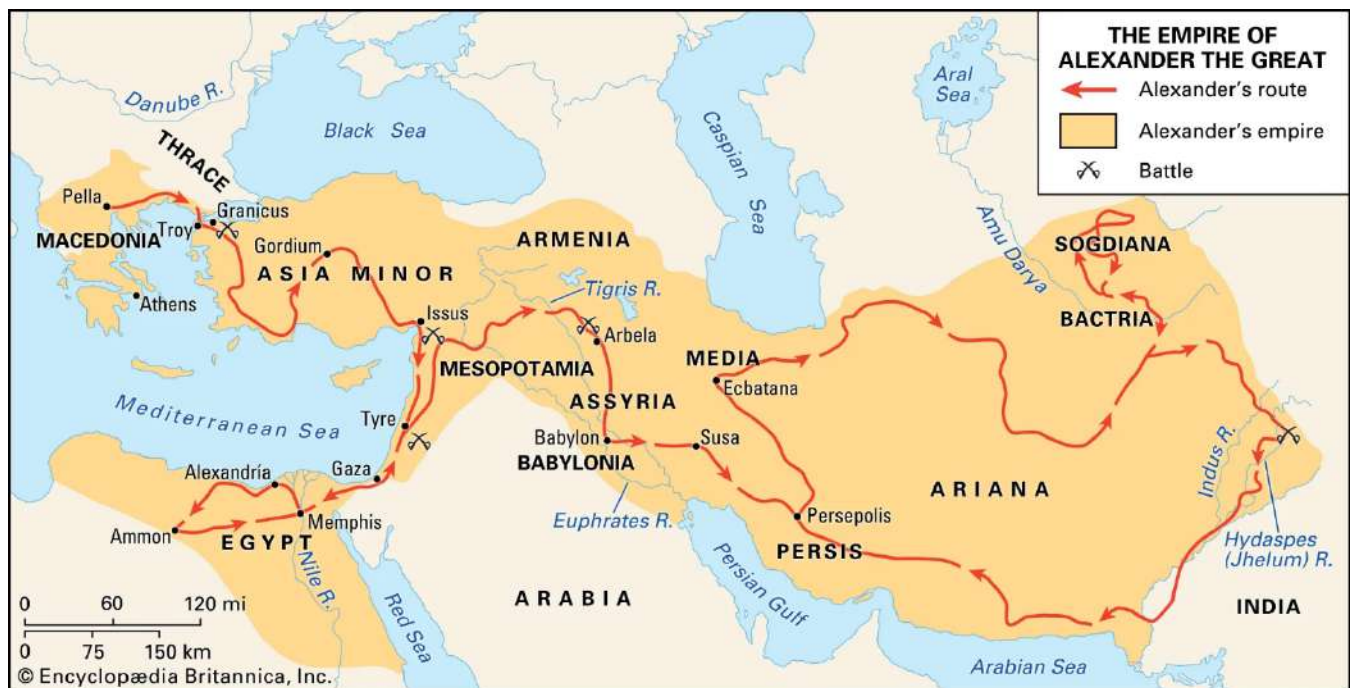 THE EMPIRE OF
ALEXANDER THE GREAT
Alexander's route
Alexander's empire
Battle
Danube R.
Black Sea
Caspian
Sea
Aral
Sea
THRACE
Pella
Granicus
MACEDONIA
Troy
Gordium
ASIA MINOR
ARMENIA
Amu Darya
SOGDIANA
Athens
Tigris R.
Issus
Arbela
BACTRIA
MESOPOTAMIA
MEDIA
Ecbatana
Mediterranean Sea
Tyre
ASSYRIA
Babylon
BABYLONIA
Susa
Indus R.
Alexandría
Gaza
ARIANA
Ammon
Memphis
EGYPT
Euphrates R.
Persepolis
PERSIS
Hydaspes
(Jhelum) R.
Nile R.
Red Sea
ARABIA
Persian Gulf
INDIA
Arabian Sea
0 60 120 mi
0 75 150 km
© Encyclopædia Britannica, Inc.